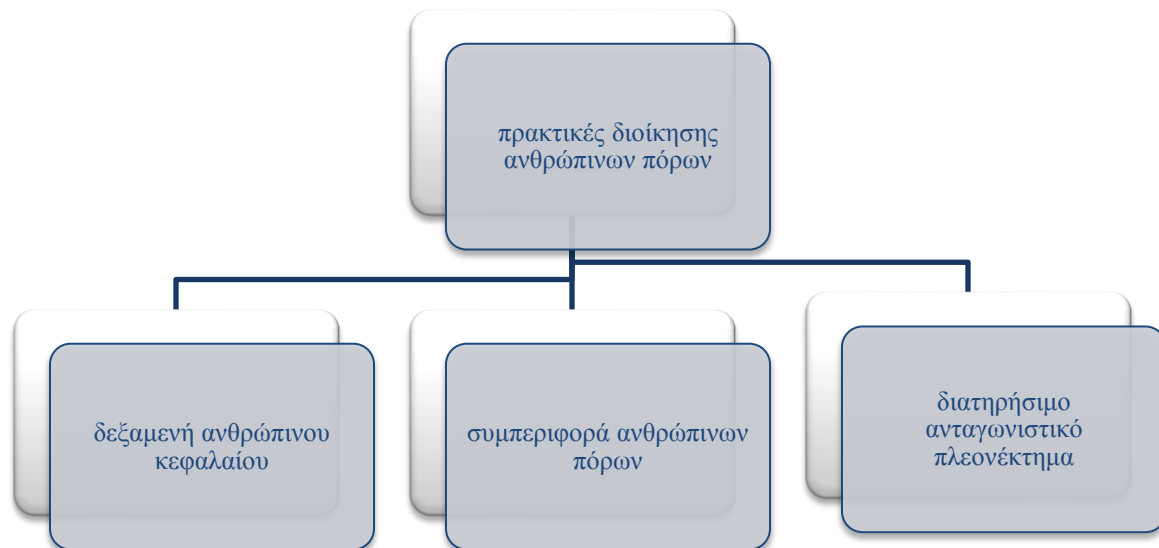 πρακτικές διοίκησης
ανθρώπινων πόρων
δεξαμενή ανθρώπινου
κεφαλαίου
συμπεριφορά ανθρώπινων
πόρων
διατηρήσιμο
ανταγωνιστικό
πλεονέκτημα